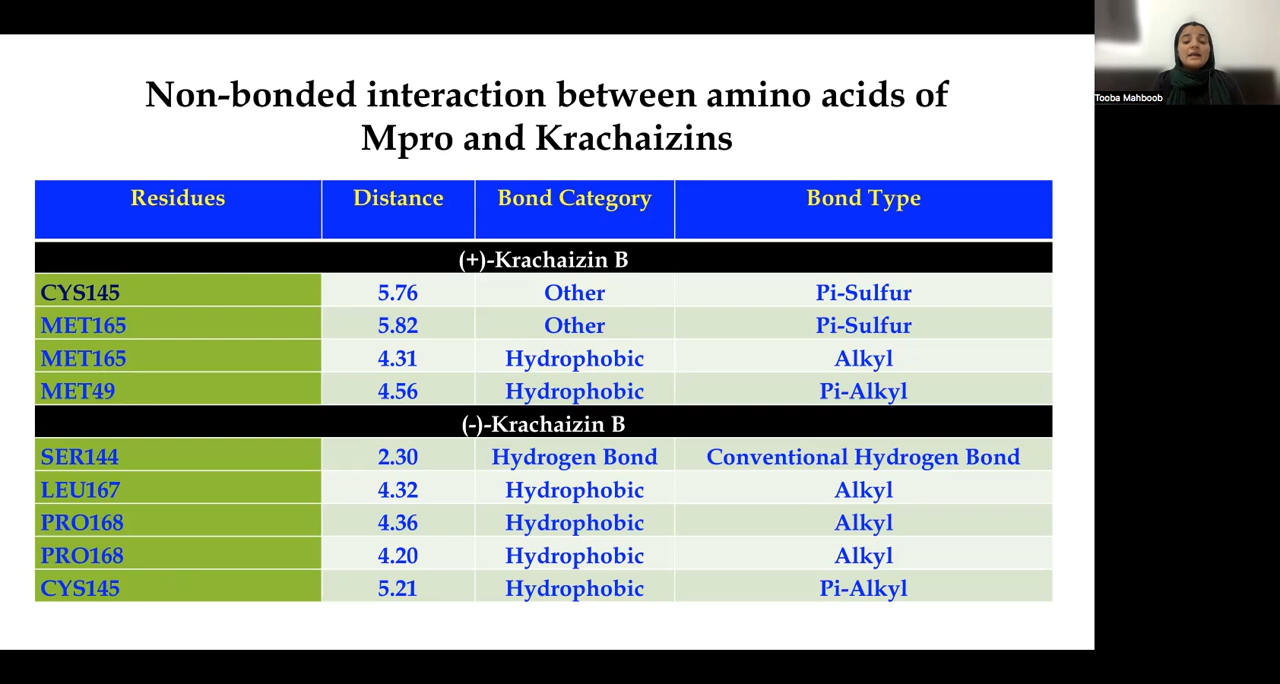 Non-bonded interaction between amino acids of
Mpro and Krachaizins
Residues Distance Bond Category Bond Type
(+)-Krachaizin B
CYS145 5.76 Other Pi-Sulfur
MET165 5.82 Other Pi-Sulfur
MET165 4.31 Hydrophobic Alkyl
MET49 4.56 Hydrophobic Pi-Alkyl
(-)-Krachaizin B
SER144 2.30 Hydrogen Bond Conventional Hydrogen Bond
LEU167 4.32 Hydrophobic Alkyl
PRO168 4.36 Hydrophobic Alkyl
PRO168 4.20 Hydrophobic Alkyl
CYS145 5.21 Hydrophobic Pi-Alkyl
Tooba Mahboob